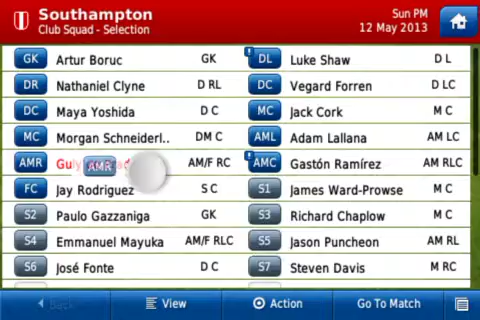 Southampton
Club Squad - Selection
Sun PM
12 May 2013
GK Artur Boruc GK
DL Luke Shaw D L
DR Nathaniel Clyne D RL
DC Vegard Forren D LC
DC Maya Yoshida D C
MC Jack Cork M C
MC Morgan Schneiderl.. DM C
AML Adam Lallana AM LC
AMR AMR AM/F RC
AMC Gastón Ramírez AM RLC
FC Jay Rodriguez S C
S1 James Ward-Prowse M C
S2 Paulo Gazzaniga GK
S3 Richard Chaplow M C
S4 Emmanuel Mayuka AM/F RLC
S5 Jason Puncheon AM RL
S6 José Fonte D C
S7 Steven Davis M RC
Back View Action Go To Match